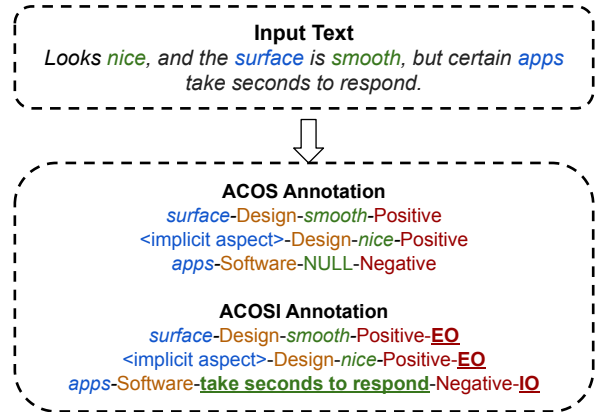 Input Text
Looks nice, and the surface is smooth, but certain apps
take seconds to respond.
ACOS Annotation
surface-Design-smooth-Positive
<implicit aspect>-Design-nice-Positive
apps-Software-NULL-Negative
ACOSI Annotation
surface-Design-smooth-Positive-EO
<implicit aspect>-Design-nice-Positive-EO
apps-Software-take seconds to respond-Negative-IO